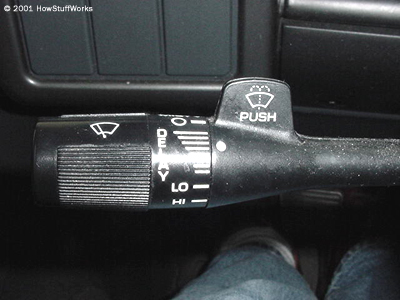 © 2001 HowStuffWorks
PUSH
O
DELAY
LO
HI